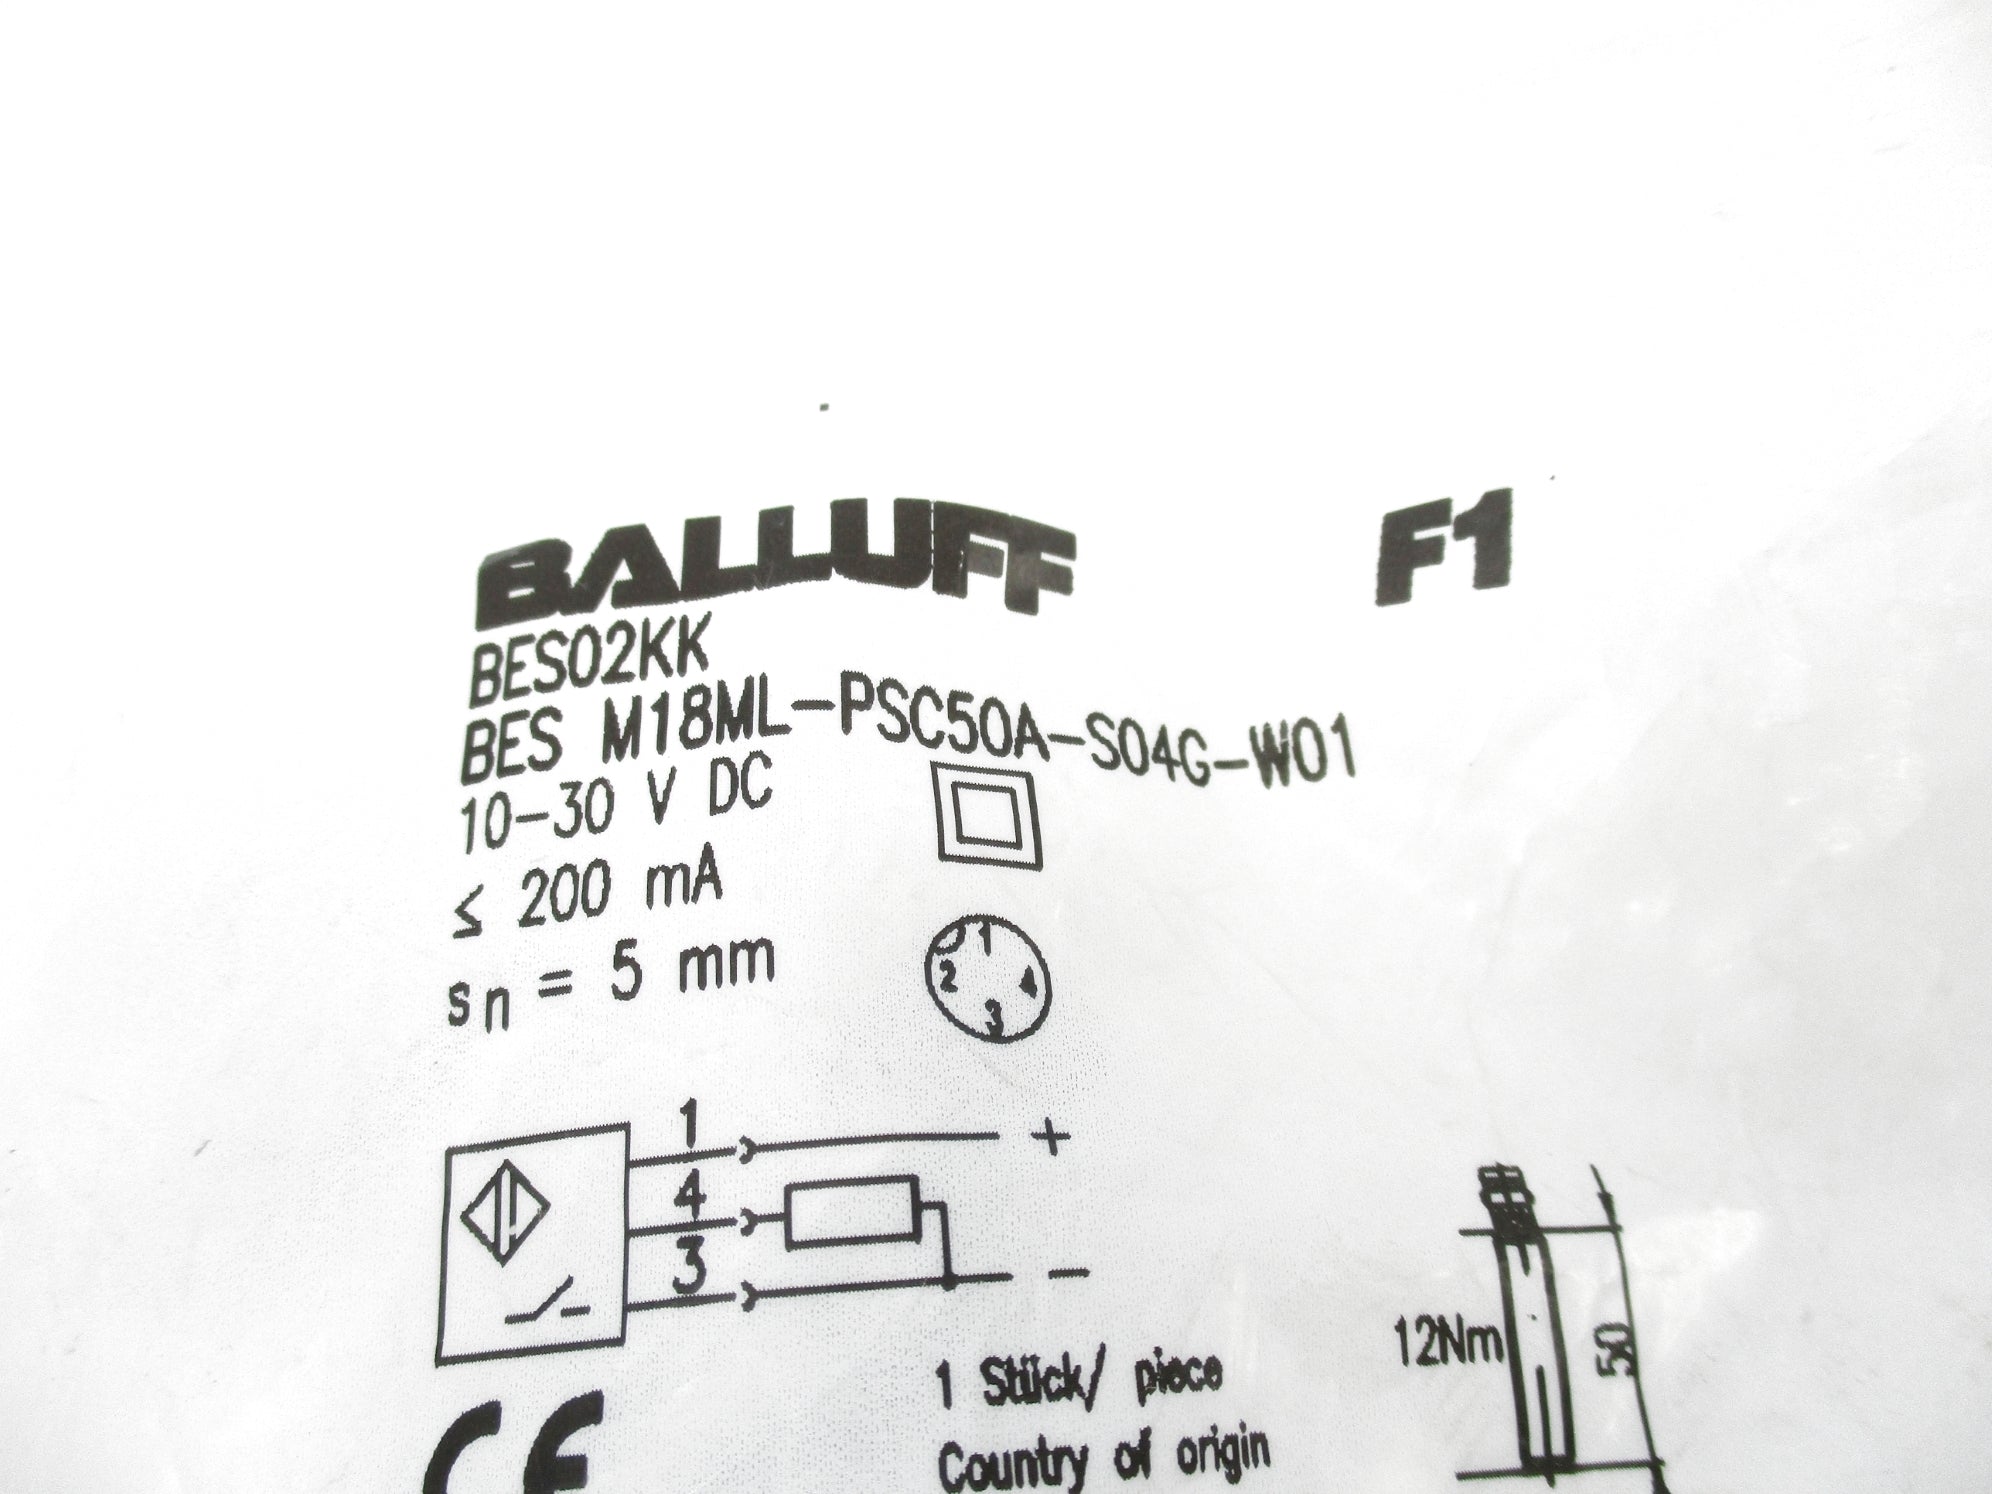 BALLUFF F1
BES02KK
BES M18ML-PSC50A-S04G-W01
10-30 V DC
≤ 200 mA
sn = 5 mm
1
2 4
3
1 +
4
3 -
12Nm 50
1 Stück/ piece
CE
Country of origin